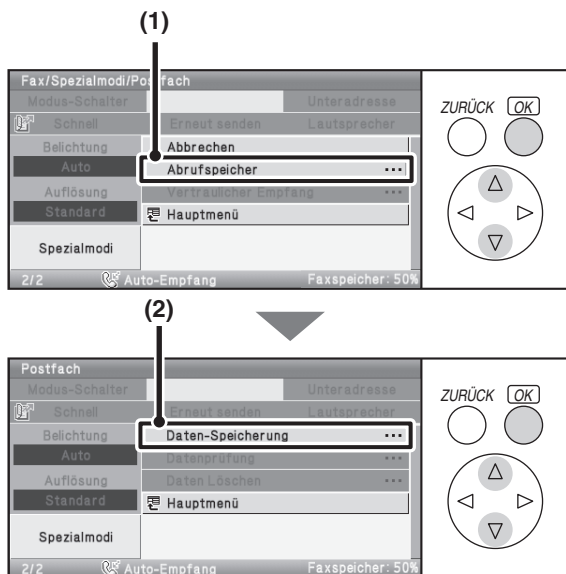 (1)
Fax/Spezialmodi/Postfach
Modus-Schalter Unteradresse
Schnell Erneut senden Lautsprecher
Belichtung Abbrechen
Auto Abrufspeicher ...
Auflösung Vertraulicher Empfang ...
Standard Hauptmenü
Spezialmodi
2/2 Auto-Empfang Faxspeicher: 50%
ZURÜCK OK
(2)
Postfach
Modus-Schalter Unteradresse
Schnell Erneut senden Lautsprecher
Belichtung Daten-Speicherung ...
Auto Datenprüfung ...
Auflösung Daten Löschen ...
Standard Hauptmenü
Spezialmodi
2/2 Auto-Empfang Faxspeicher: 50%
ZURÜCK OK